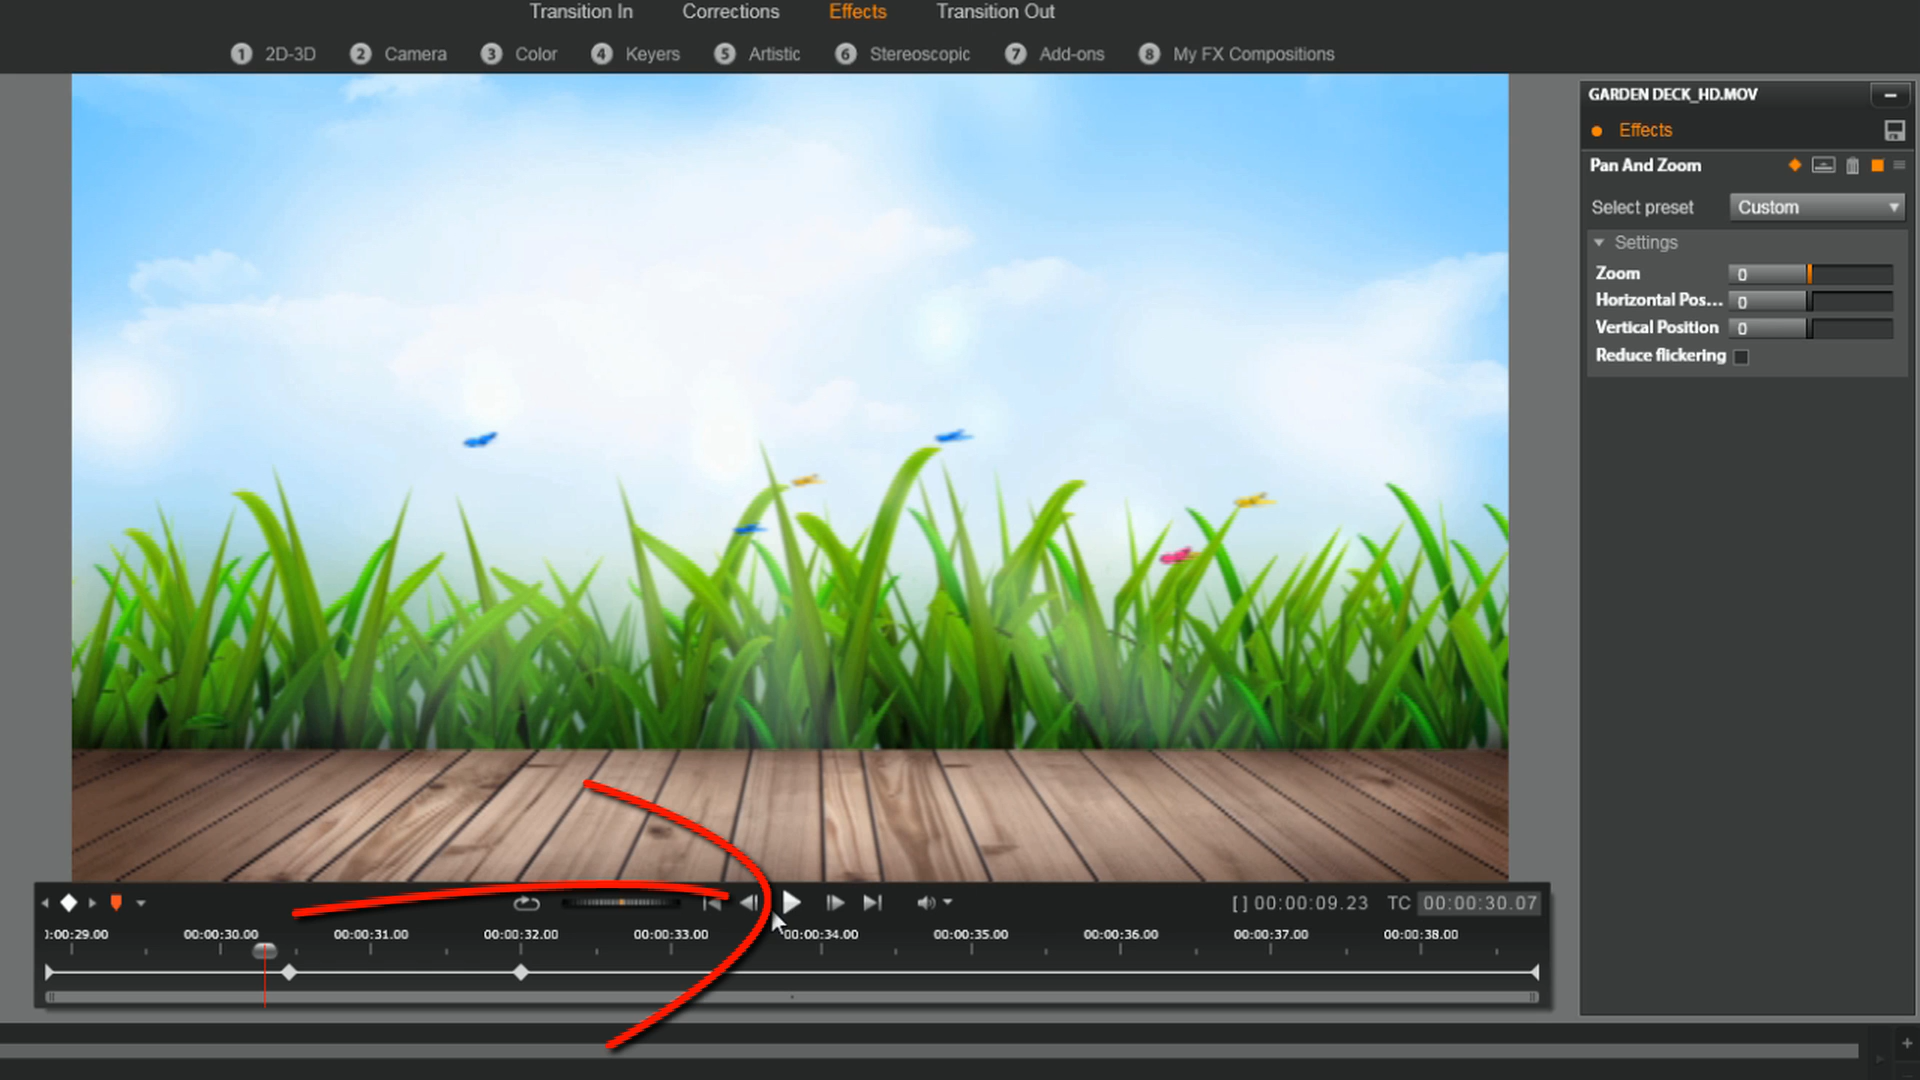 Transition In Corrections Effects Transition Out
1 2D-3D 2 Camera 3 Color 4 Keyers 5 Artistic 6 Stereoscopic 7 Add-ons 8 My FX Compositions
GARDEN DECK_HD.MOV
Effects
Pan And Zoom
Select preset Custom
Settings
Zoom 0
Horizontal Pos... 0
Vertical Position 0
Reduce flickering
[ ] 00:00:09.23 TC 00:00:30.07
):00:29.00 00:00:30.00 00:00:31.00 00:00:32.00 00:00:33.00 00:00:34.00 00:00:35.00 00:00:36.00 00:00:37.00 00:00:38.00